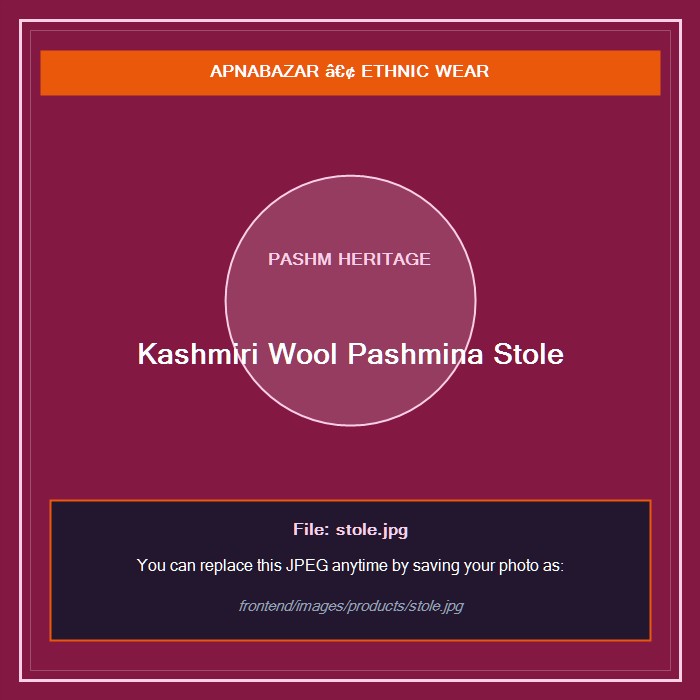 APNABAZAR â€¢ ETHNIC WEAR
PASHM HERITAGE
Kashmiri Wool Pashmina Stole
File: stole.jpg
You can replace this JPEG anytime by saving your photo as:
frontend/images/products/stole.jpg